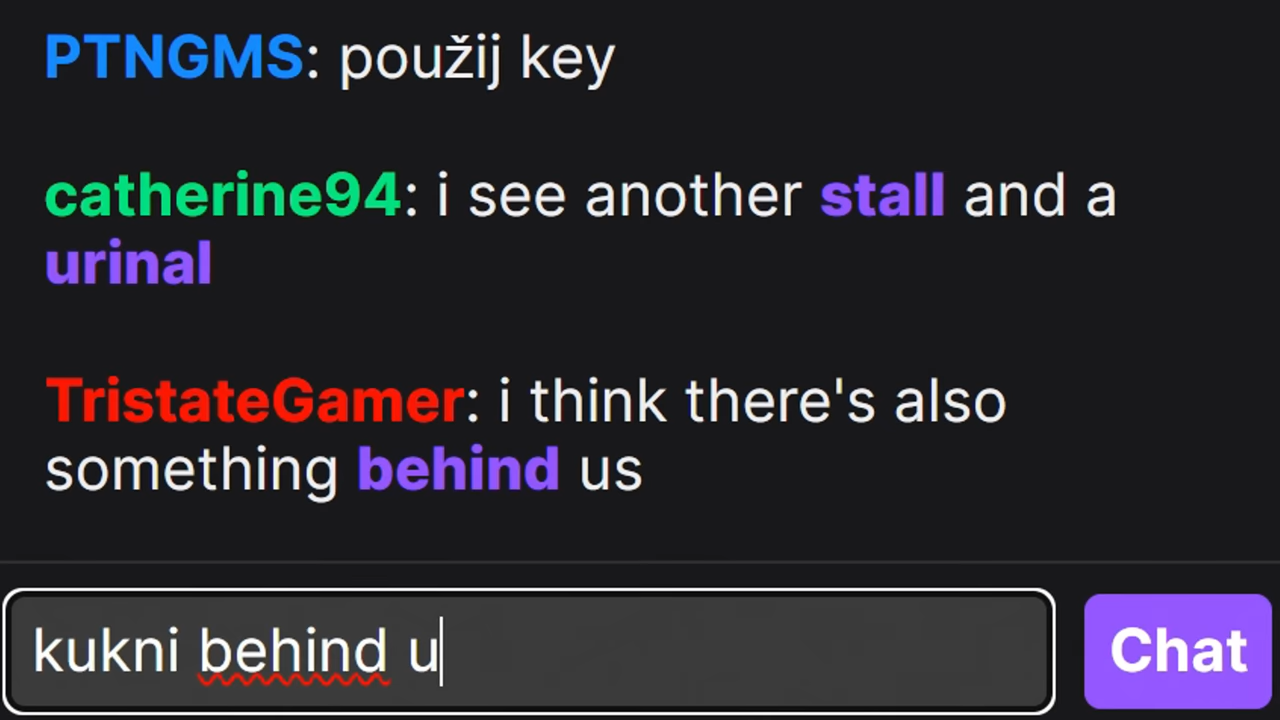 PTNGMS: použij key
catherine94: i see another stall and a
urinal
TristateGamer: i think there's also
something behind us
kukni behind u
Chat